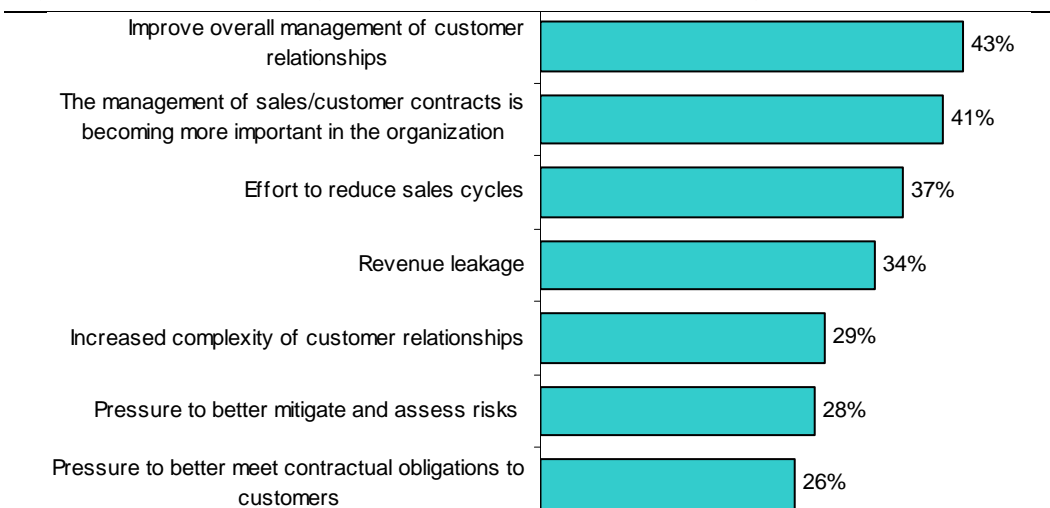 Improve overall management of customer
relationships
43%
The management of sales/customer contracts is
becoming more important in the organization
41%
Effort to reduce sales cycles
37%
Revenue leakage
34%
Increased complexity of customer relationships
29%
Pressure to better mitigate and assess risks
28%
Pressure to better meet contractual obligations to
customers
26%